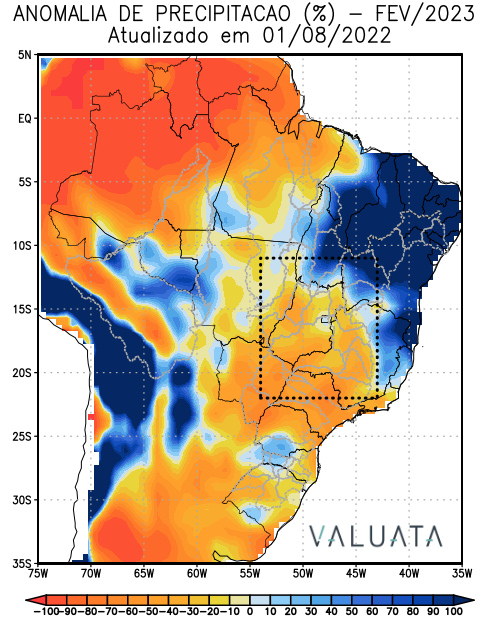 ANOMALIA DE PRECIPITACAO (%) – FEV/2023
Atualizado em 01/08/2022
5N
EQ
5S
10S
15S
20S
25S
30S
35S
VALUATA
75W 70W 65W 60W 55W 50W 45W 40W 35W
-100 -90 -80 -70 -60 -50 -40 -30 -20 -10 0 10 20 30 40 50 60 70 80 90 100